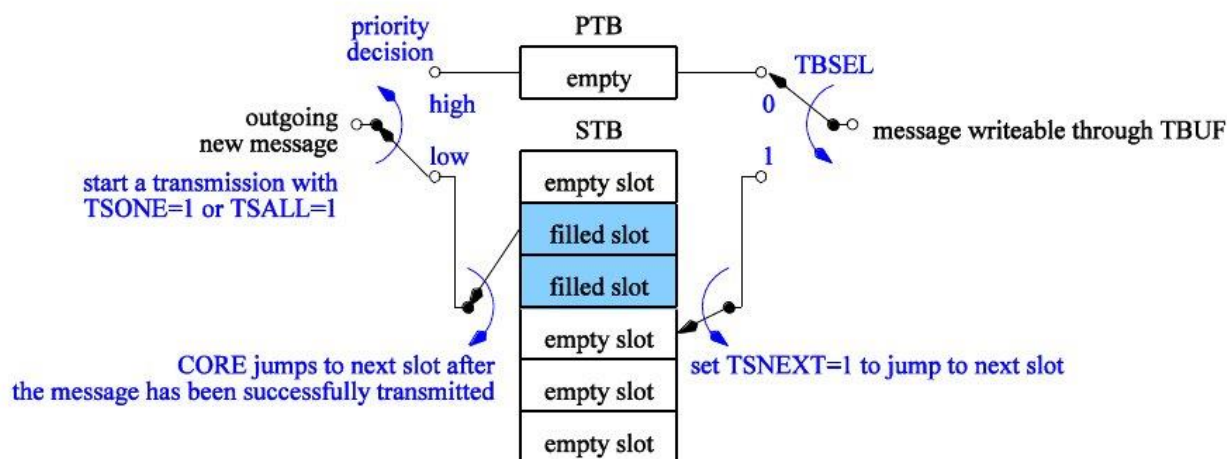 priority
decision
PTB
empty
TBSEL
high
0
outgoing
new message
STB
message writeable through TBUF
low
1
start a transmission with
TSONE=1 or TSALL=1
empty slot
filled slot
filled slot
empty slot
CORE jumps to next slot after
the message has been successfully transmitted
set TSNEXT=1 to jump to next slot
empty slot
empty slot